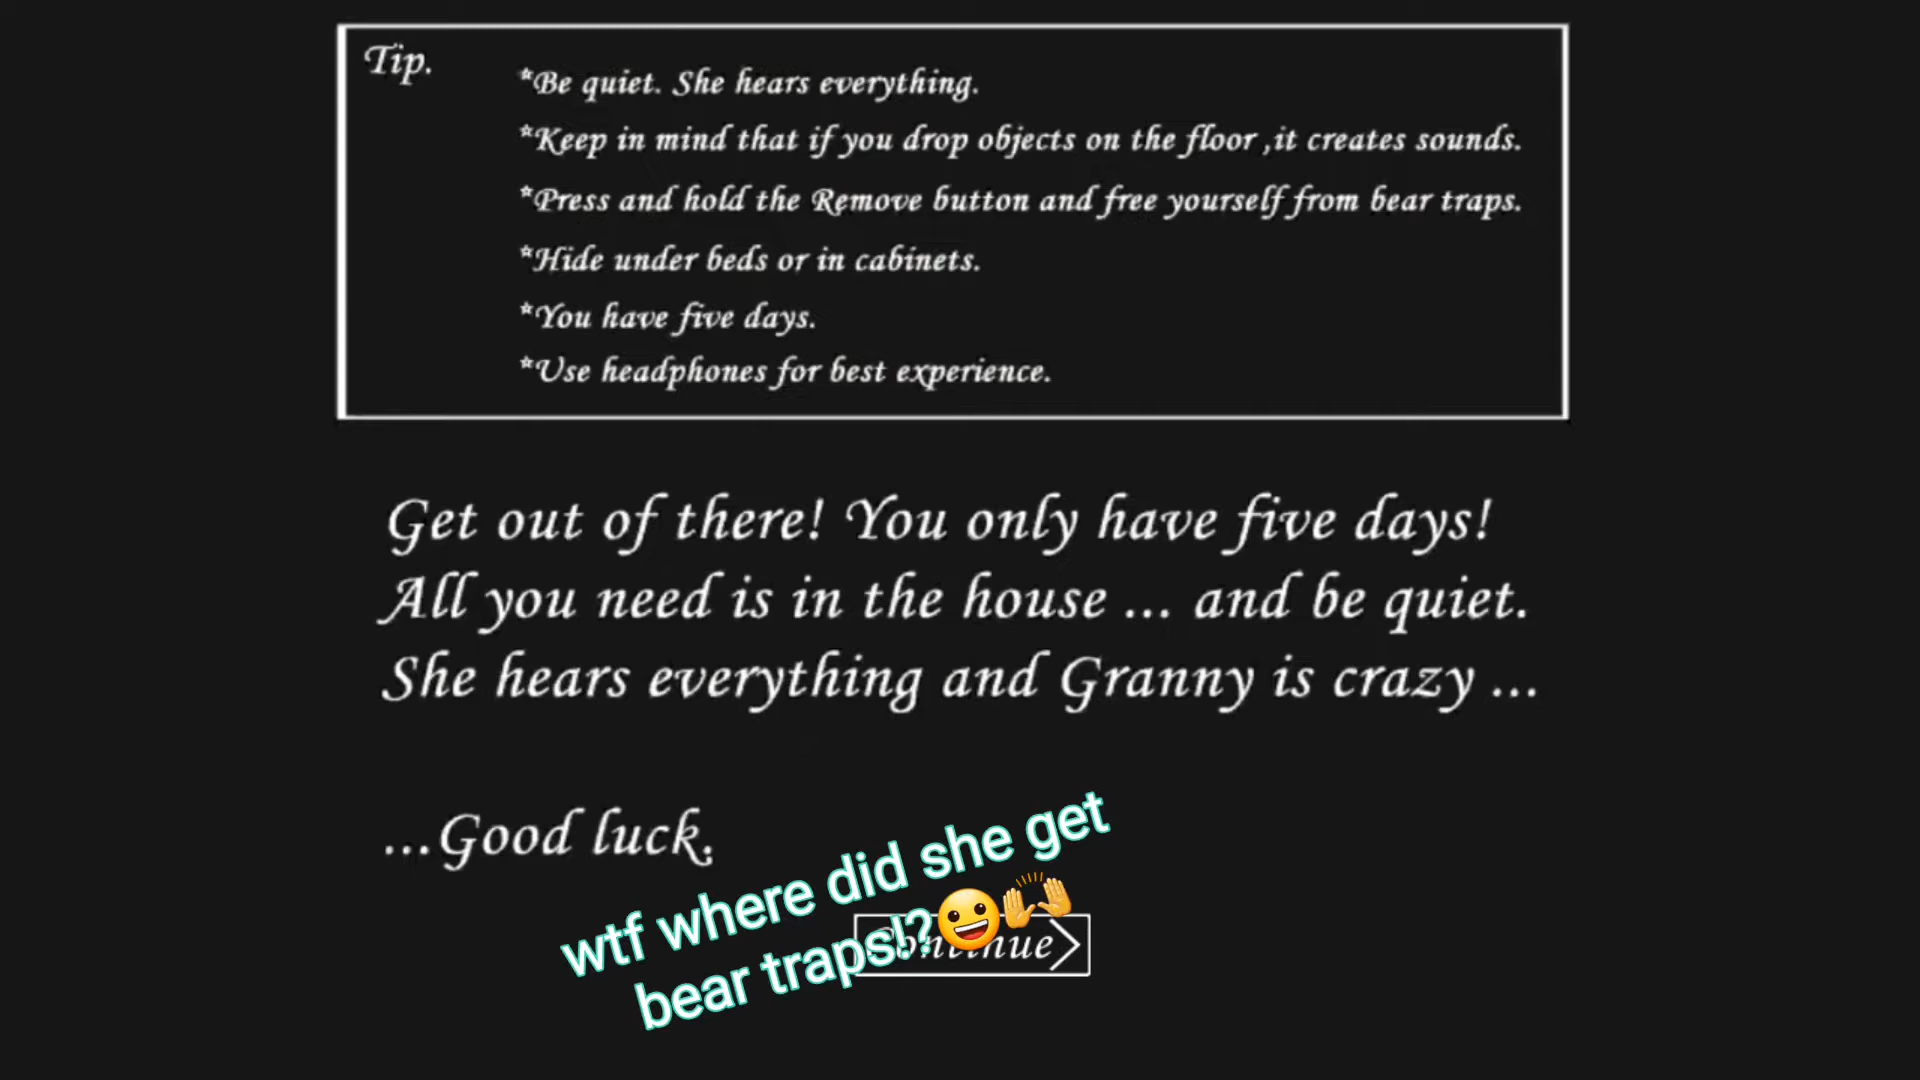 Tip.
*Be quiet. She hears everything.
*Keep in mind that if you drop objects on the floor ,it creates sounds.
*Press and hold the Remove button and free yourself from bear traps.
*Hide under beds or in cabinets.
*You have five days.
*Use headphones for best experience.
Get out of there! You only have five days!
All you need is in the house ... and be quiet.
She hears everything and Granny is crazy ...
...Good luck.
wtf where did she get
bear traps!?😀🙌
Continue